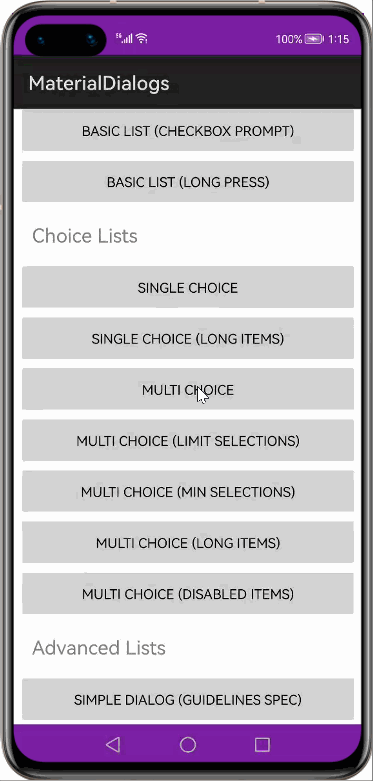 5G 100% 1:15
MaterialDialogs
BASIC LIST (CHECKBOX PROMPT)
BASIC LIST (LONG PRESS)
Choice Lists
SINGLE CHOICE
SINGLE CHOICE (LONG ITEMS)
MULTI CHOICE
MULTI CHOICE (LIMIT SELECTIONS)
MULTI CHOICE (MIN SELECTIONS)
MULTI CHOICE (LONG ITEMS)
MULTI CHOICE (DISABLED ITEMS)
Advanced Lists
SIMPLE DIALOG (GUIDELINES SPEC)